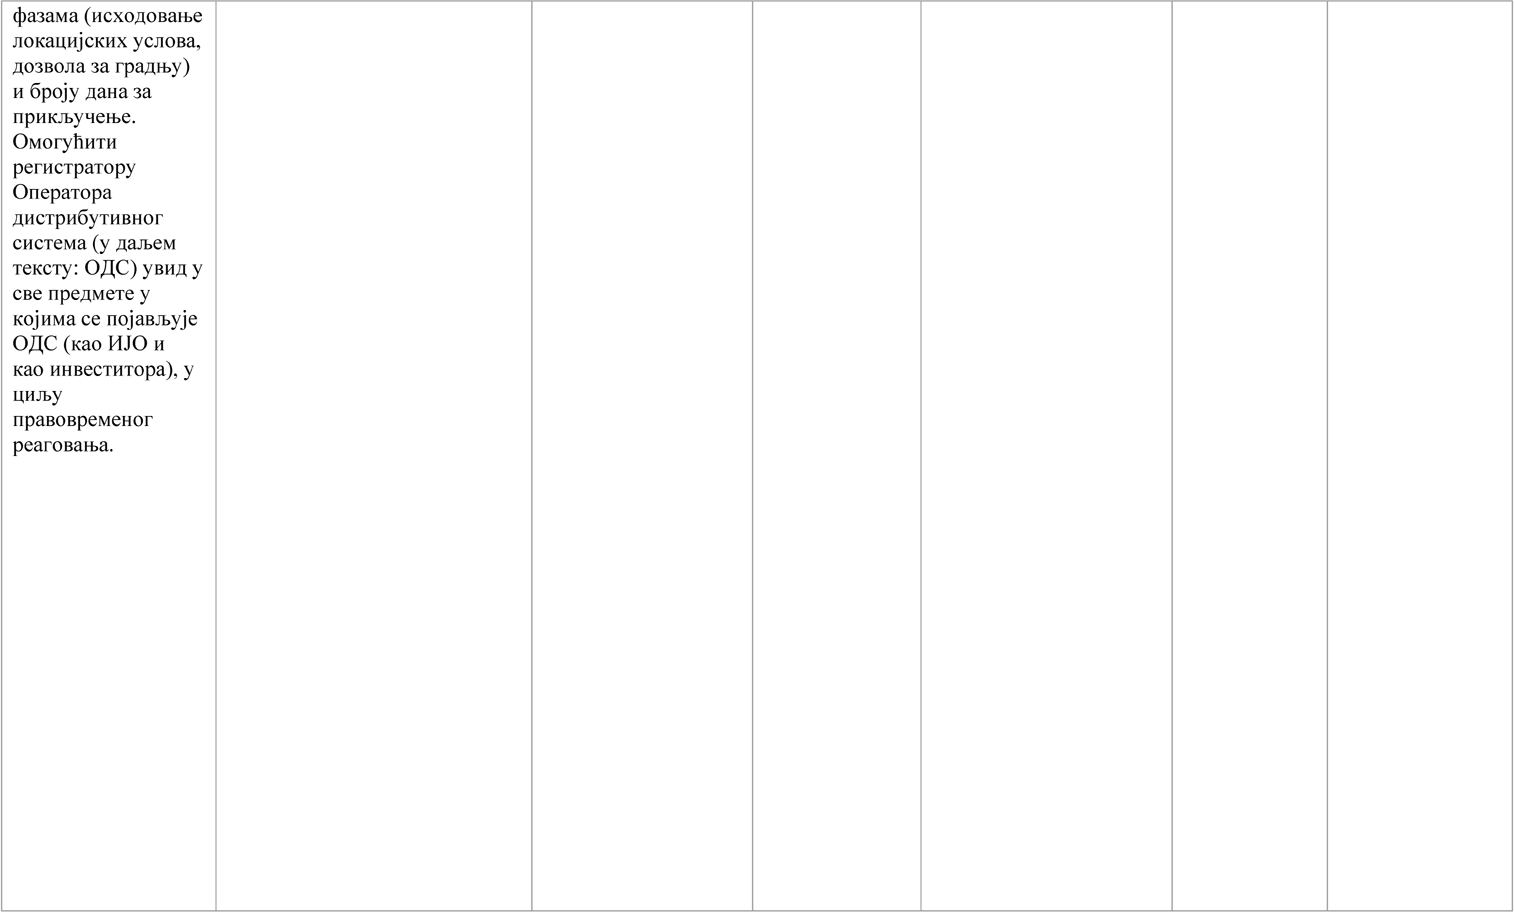 фазама (исходовање
локацијских услова,
дозвола за градњу)
и броју дана за
прикључење.
Омогућити
регистратору
Оператора
дистрибутивног
система (у даљем
тексту: ОДС) увид у
све предмете у
којима се појављује
ОДС (као ИЈО и
као инвеститора), у
циљу
правовременог
реаговања.